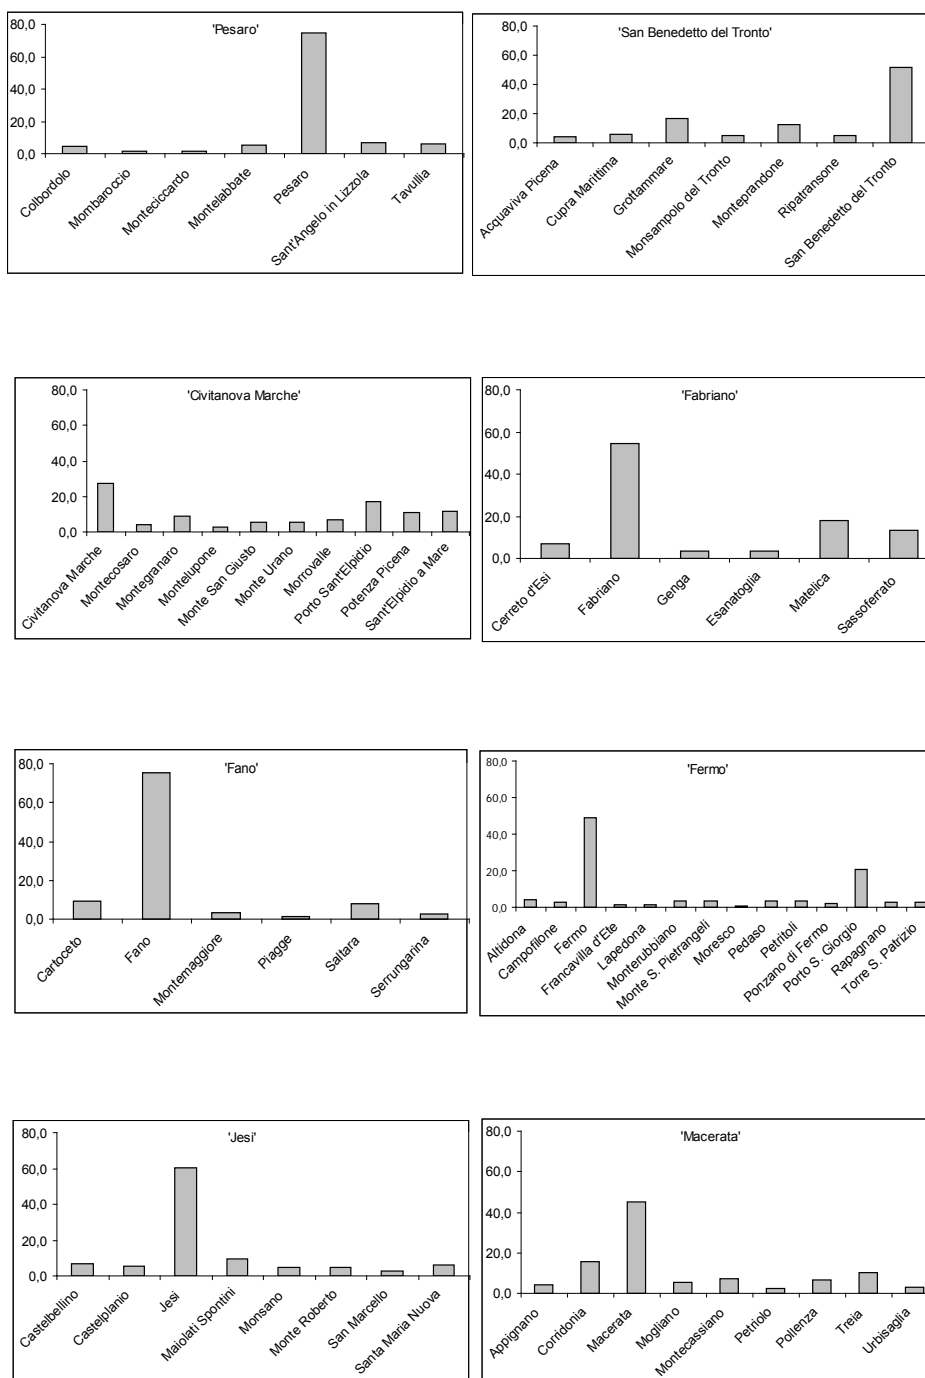 'Pesaro'
80,0
60,0
40,0
20,0
0,0
Colbordolo
Mombaroccio
Monteciccardo
Montelabbate
Pesaro
Sant'Angelo in Lizzola
Tavullia
'San Benedetto del Tronto'
80,0
60,0
40,0
20,0
0,0
Acquaviva Picena
Cupra Marittima
Grottammare
Monsampolo del Tronto
Monteprandone
Ripatransone
San Benedetto del Tronto
'Civitanova Marche'
80,0
60,0
40,0
20,0
0,0
Civitanova Marche
Montecosaro
Montegranaro
Montelupone
Monte San Giusto
Monte Urano
Morrovalle
Porto Sant'Elpidio
Potenza Picena
Sant'Elpidio a Mare
'Fabriano'
80,0
60,0
40,0
20,0
0,0
Cerreto d'Esi
Fabriano
Genga
Esanatoglia
Matelica
Sassoferrato
'Fano'
80,0
60,0
40,0
20,0
0,0
Cartoceto
Fano
Montemaggiore
Piagge
Saltara
Serrungarina
'Fermo'
80,0
60,0
40,0
20,0
0,0
Altidona
Campofilone
Fermo
Francavilla d'Ete
Lapedona
Monterubbiano
Monte S. Pietrangeli
Moresco
Pedaso
Petritoli
Ponzano di Fermo
Porto S. Giorgio
Rapagnano
Torre S. Patrizio
'Jesi'
80,0
60,0
40,0
20,0
0,0
Castelbellino
Castelplanio
Jesi
Maiolati Spontini
Monsano
Monte Roberto
San Marcello
Santa Maria Nuova
'Macerata'
80,0
60,0
40,0
20,0
0,0
Appignano
Corridonia
Macerata
Mogliano
Montecassiano
Petriolo
Pollenza
Treia
Urbisaglia